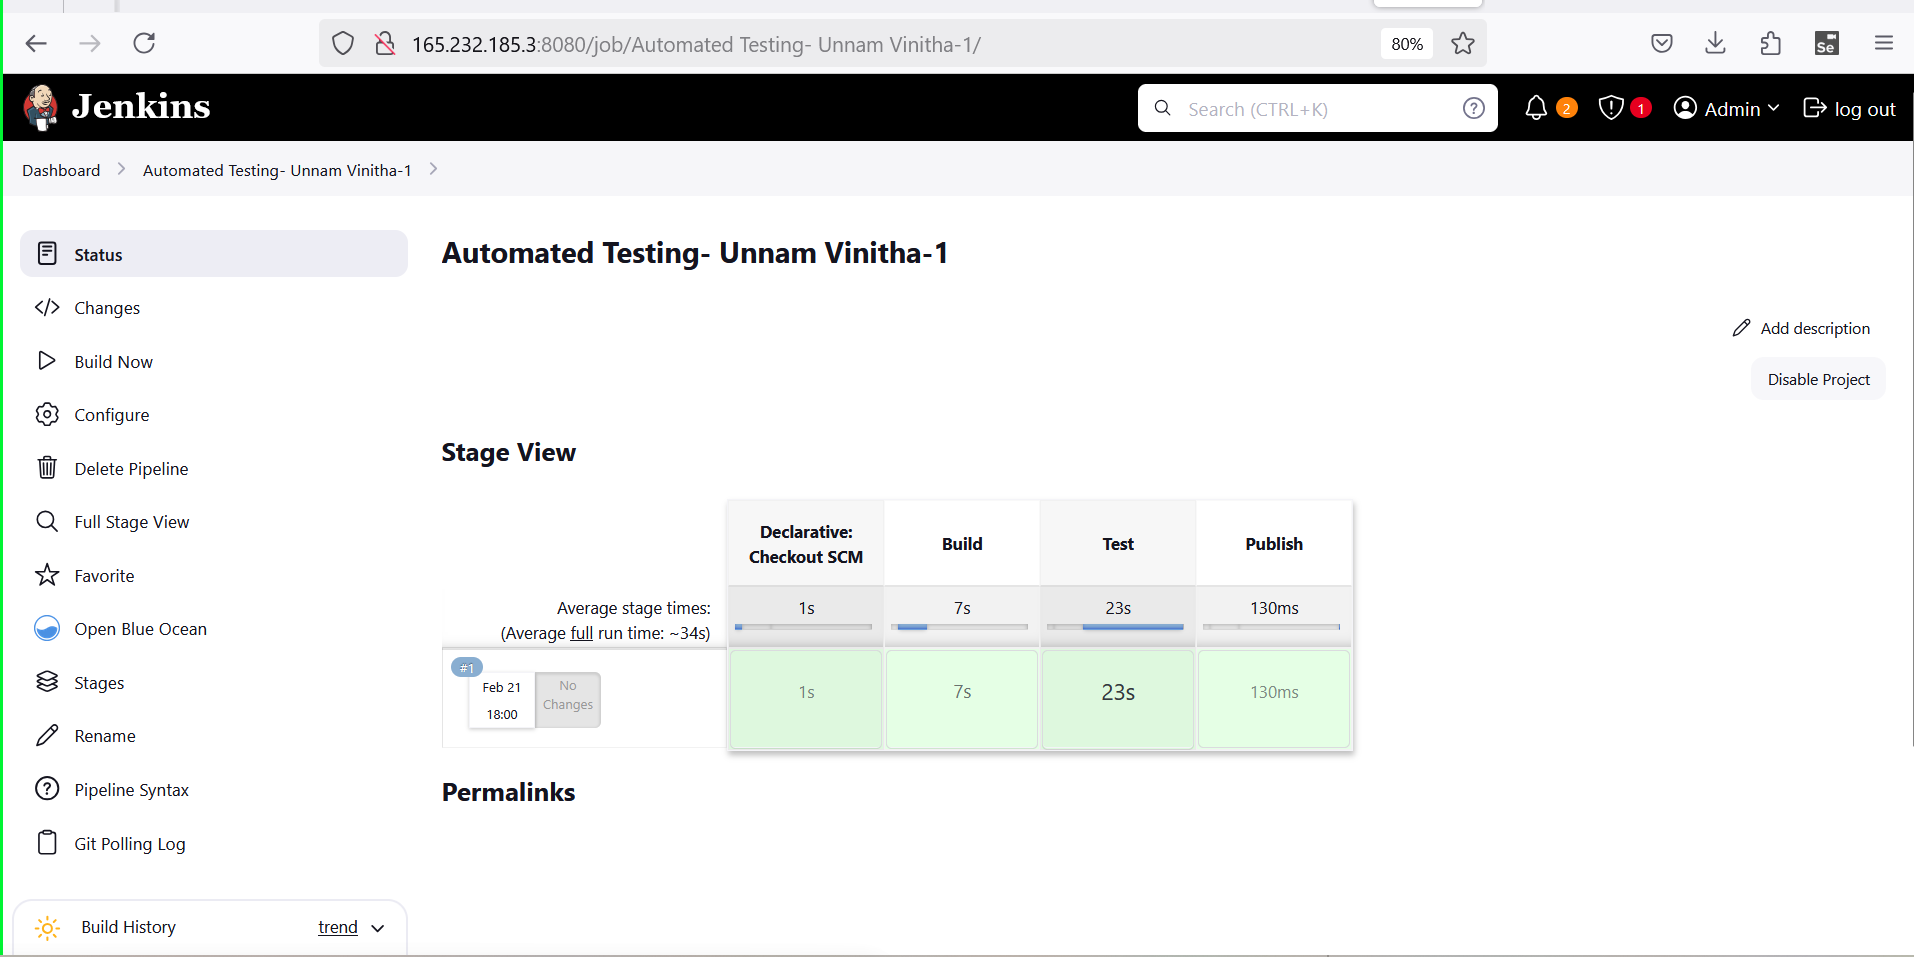 165.232.185.3:8080/job/Automated Testing- Unnam Vinitha-1/
80%
Se
Jenkins
Search (CTRL+K)
?
2
1
Admin
log out
Dashboard
Automated Testing- Unnam Vinitha-1
Status
Changes
Build Now
Configure
Delete Pipeline
Full Stage View
Favorite
Open Blue Ocean
Stages
Rename
Pipeline Syntax
Git Polling Log
Build History
trend
Automated Testing- Unnam Vinitha-1
Add description
Disable Project
Stage View
Declarative:
Checkout SCM
Build
Test
Publish
Average stage times:
(Average full run time: ~34s)
1s
7s
23s
130ms
#1
Feb 21
18:00
No
Changes
1s
7s
23s
130ms
Permalinks